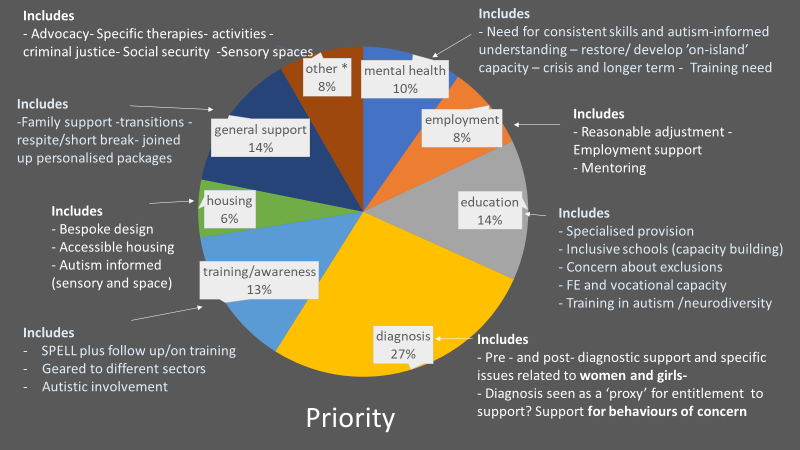 Includes
- Advocacy- Specific therapies- activities -
criminal justice- Social security -Sensory spaces
Includes
- Need for consistent skills and autism-informed
understanding – restore/ develop ’on-island’
capacity – crisis and longer term - Training need
other *
8%
mental health
10%
Includes
-Family support -transitions -
respite/short break- joined
up personalised packages
general support
14%
employment
8%
Includes
- Reasonable adjustment -
Employment support
- Mentoring
Includes
- Bespoke design
- Accessible housing
- Autism informed
(sensory and space)
housing
6%
education
14%
Includes
- Specialised provision
- Inclusive schools (capacity building)
- Concern about exclusions
- FE and vocational capacity
- Training in autism /neurodiversity
training/awareness
13%
Includes
- SPELL plus follow up/on training
- Geared to different sectors
- Autistic involvement
diagnosis
27%
Includes
- Pre - and post- diagnostic support and specific
issues related to women and girls-
- Diagnosis seen as a ‘proxy’ for entitlement to
support? Support for behaviours of concern
Priority